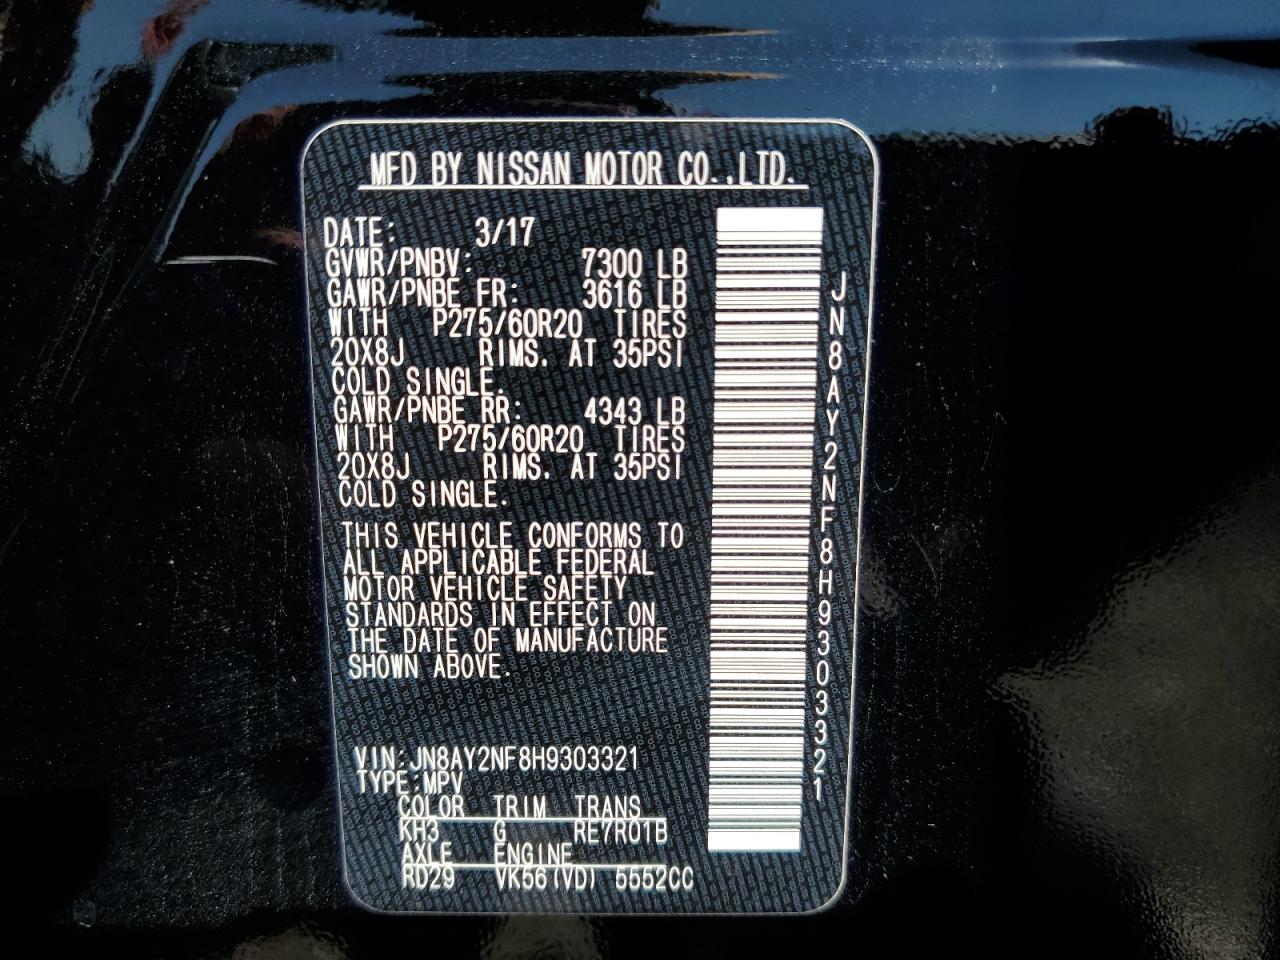 MFD BY NISSAN MOTOR CO.,LTD.
DATE: 3/17
GVWR/PNBV: 7300 LB
GAWR/PNBE FR: 3616 LB
WITH P275/60R20 TIRES
20X8J RIMS. AT 35PSI
COLD SINGLE.
GAWR/PNBE RR: 4343 LB
WITH P275/60R20 TIRES
20X8J RIMS. AT 35PSI
COLD SINGLE.
THIS VEHICLE CONFORMS TO
ALL APPLICABLE FEDERAL
MOTOR VEHICLE SAFETY
STANDARDS IN EFFECT ON
THE DATE OF MANUFACTURE
SHOWN ABOVE.
VIN:JN8AY2NF8H9303321
TYPE:MPV
COLOR TRIM TRANS
KH3 G RE7R01B
AXLE ENGINE
RD29 VK56(VD) 5552CC
JN8AY2NF8H9303321